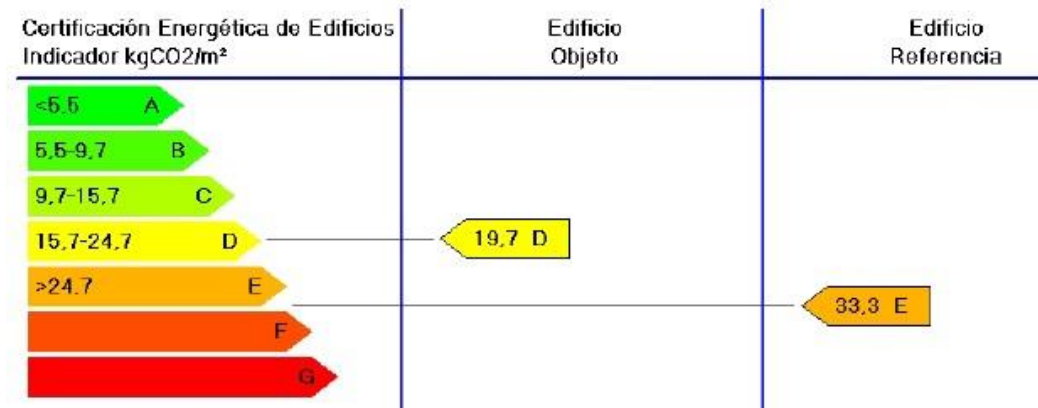 Certificación Energética de Edificios
Indicador kgCO2/m²
Edificio
Objeto
Edificio
Referencia
<5.5 A
5,5-9,7 B
9,7-15,7 C
15,7-24,7 D
19,7 D
>24.7 E
33,3 E
F
G